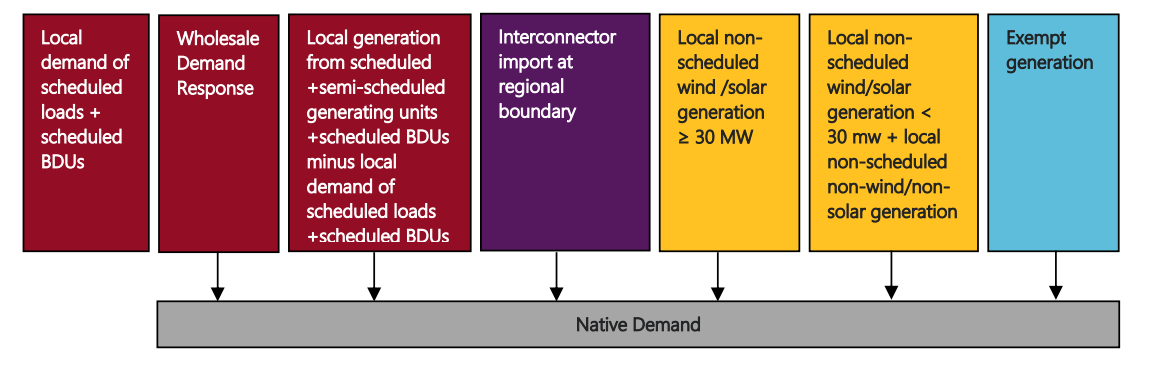 Local
demand of
scheduled
loads +
scheduled
BDUs
Wholesale
Demand
Response
Local generation
from scheduled
+semi-scheduled
generating units
+scheduled BDUs
minus local
demand of
scheduled loads
+scheduled BDUs
Interconnector
import at
regional
boundary
Local non-
scheduled
wind /solar
generation
≥ 30 MW
Local non-
scheduled
wind/solar
generation <
30 mw + local
non-scheduled
non-wind/non-
solar generation
Exempt
generation
Native Demand